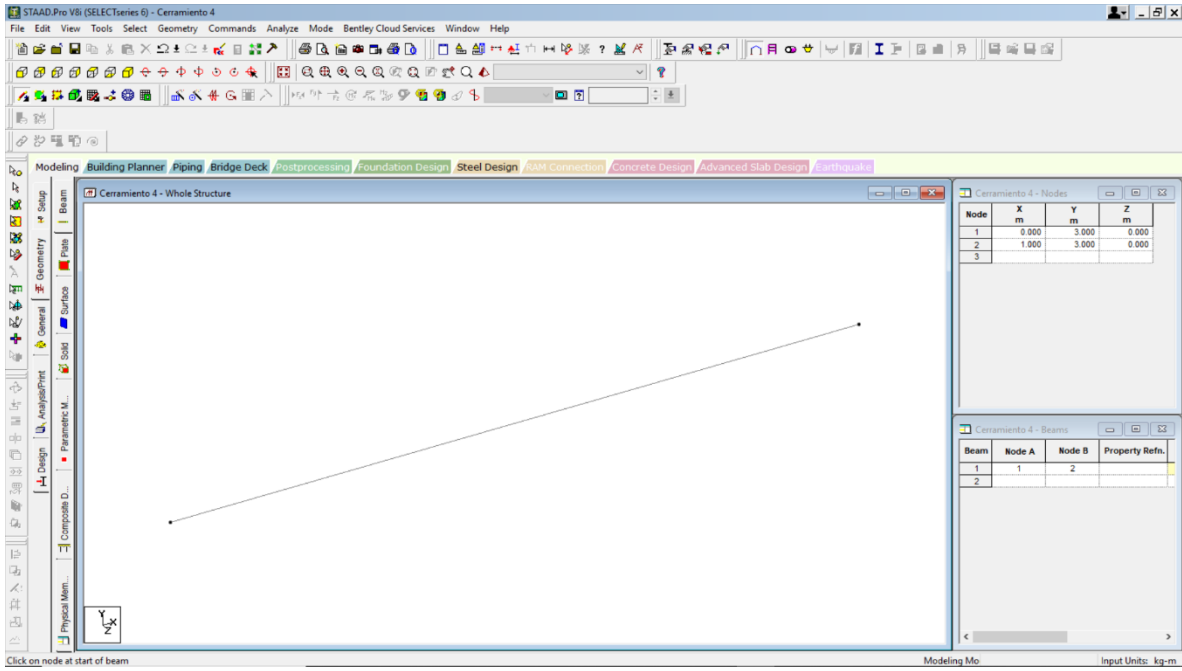 STAAD.Pro V8i (SELECTseries 6) - Cerramiento 4
File Edit View Tools Select Geometry Commands Analyze Mode Bentley Cloud Services Window Help
Modeling Building Planner Piping Bridge Deck Postprocessing Foundation Design Steel Design RAM Connection Concrete Design Advanced Slab Design Earthquake
Setup
Geometry
General
Analysis/Print
Design
Beam
Plate
Surface
Solid
Parametric M...
Composite D...
Physical Mem...
Cerramiento 4 - Whole Structure
Y
X
Z
Cerramiento 4 - Nodes
Node X m Y m Z m
1 0.000 3.000 0.000
2 1.000 3.000 0.000
3
Cerramiento 4 - Beams
Beam Node A Node B Property Refn.
1 1 2
2
Click on node at start of beam
Modeling Mo
Input Units: kg-m